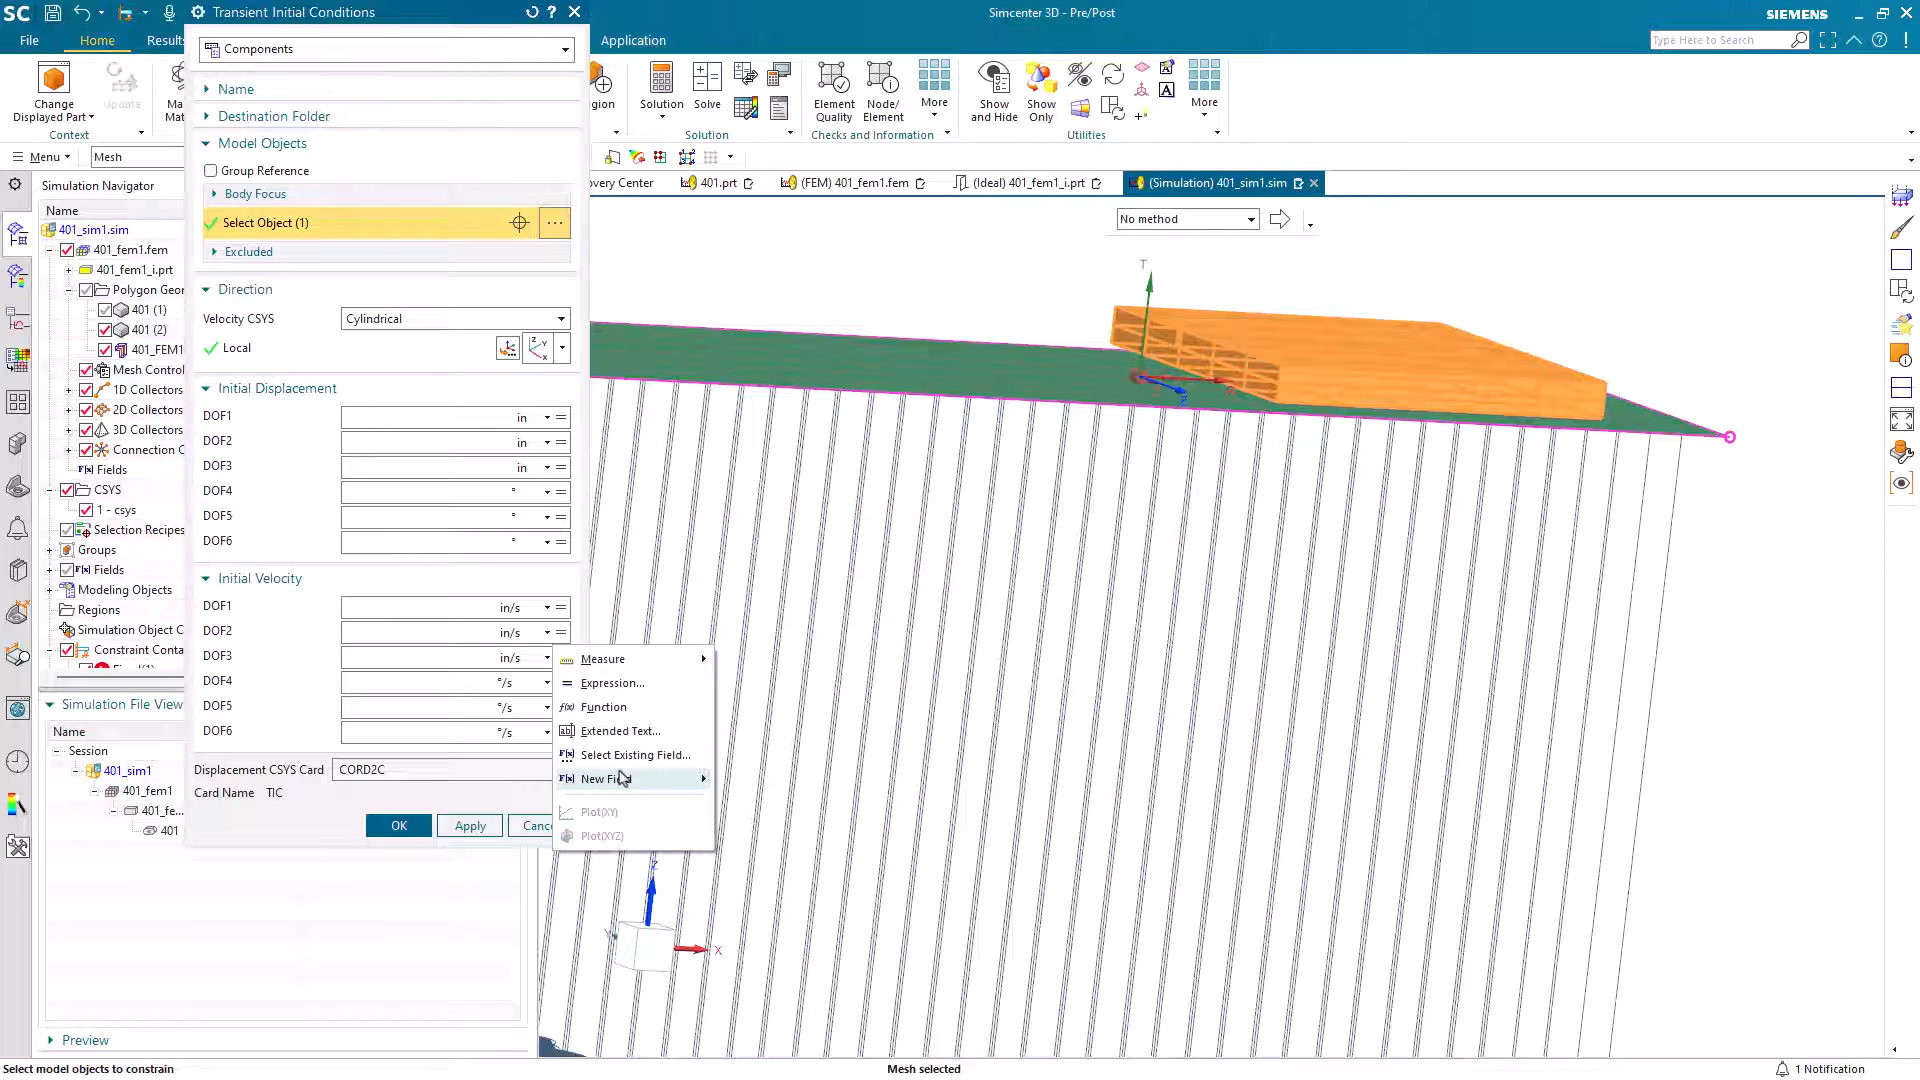 SC
Transient Initial Conditions
Simcenter 3D - Pre/Post
SIEMENS
File
Home
Application
Type Here to Search
Components
Change
Displayed Part
Update
Context
Solution
Solve
Solution
Element
Quality
Node/
Element
More
Checks and Information
Show
and Hide
Show
Only
More
Utilities
Menu
Mesh
401.prt
(FEM) 401_fem1.fem
(Ideal) 401_fem1_i.prt
(Simulation) 401_sim1.sim
Name
Destination Folder
Model Objects
Group Reference
Body Focus
Select Object (1)
Excluded
Direction
Velocity CSYS
Cylindrical
Local
Initial Displacement
DOF1 in
DOF2 in
DOF3 in
DOF4 °
DOF5 °
DOF6 °
Initial Velocity
DOF1 in/s
DOF2 in/s
DOF3 in/s
DOF4 °/s
DOF5 °/s
DOF6 °/s
Displacement CSYS Card
CORD2C
Card Name TIC
OK
Apply
Measure
Expression...
Function
Extended Text...
Select Existing Field...
Plot(XY)
Plot(XYZ)
Simulation Navigator
Name
401_sim1.sim
401_fem1.fem
401_fem1_i.prt
401 (1)
401 (2)
1D Collectors
2D Collectors
3D Collectors
Fields
CSYS
1 - csys
Selection Recipes
Groups
Fields
Modeling Objects
Regions
Simulation File View
Name
Session
401_sim1
401_fem1
401_fe...
401
Preview
No method
T
Z
X
Select model objects to constrain
Mesh selected
1 Notification